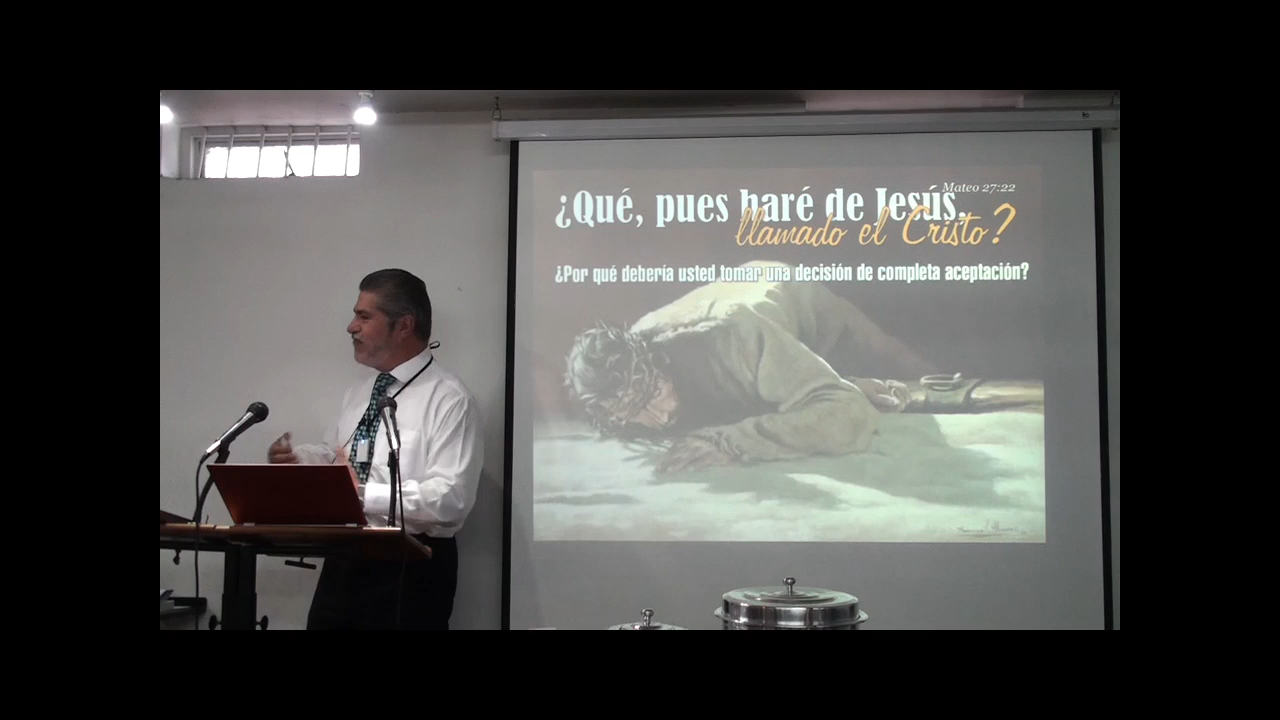 Mateo 27:22
¿Qué, pues haré de Jesús,
llamado el Cristo?
¿Por qué debería usted tomar una decisión de completa aceptación?